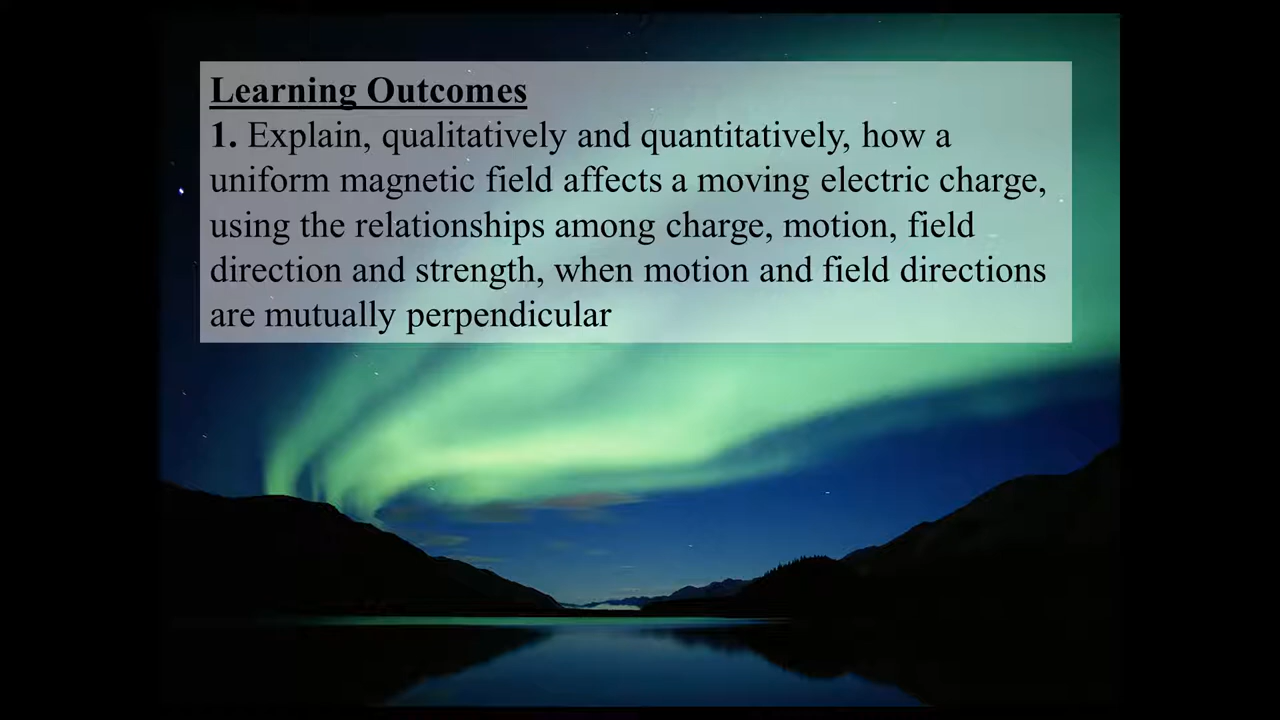 Learning Outcomes
1. Explain, qualitatively and quantitatively, how a
uniform magnetic field affects a moving electric charge,
using the relationships among charge, motion, field
direction and strength, when motion and field directions
are mutually perpendicular